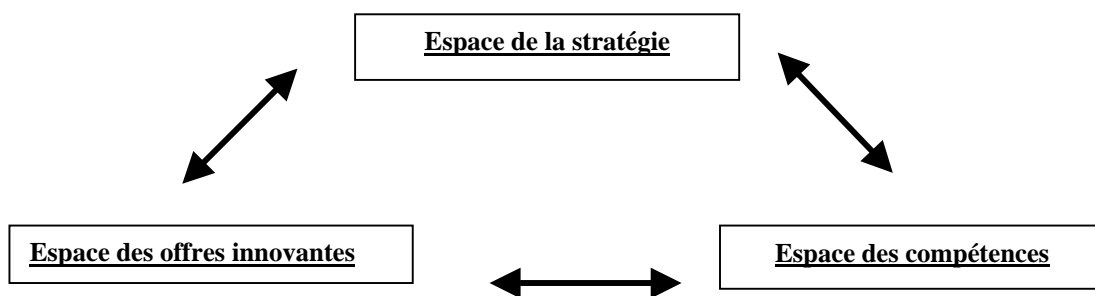 Espace de la stratégie
Espace des offres innovantes
Espace des compétences